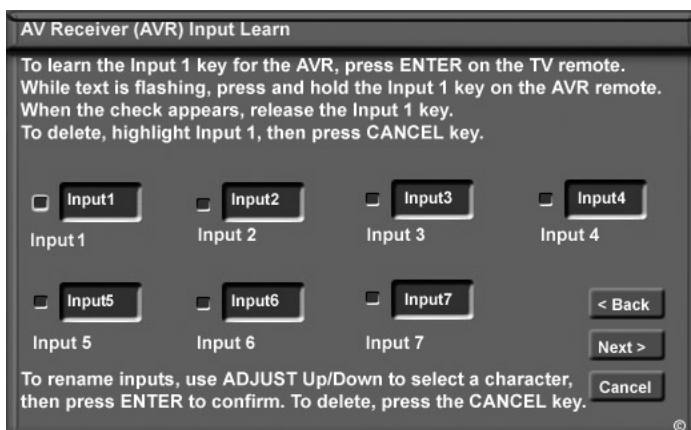 AV Receiver (AVR) Input Learn
To learn the Input 1 key for the AVR, press ENTER on the TV remote.
While text is flashing, press and hold the Input 1 key on the AVR remote.
When the check appears, release the Input 1 key.
To delete, highlight Input 1, then press CANCEL key.
Input1 Input2 Input3 Input4
Input 1 Input 2 Input 3 Input 4
Input5 Input6 Input7
< Back
Input 5 Input 6 Input 7
Next >
To rename inputs, use ADJUST Up/Down to select a character,
Cancel
then press ENTER to confirm. To delete, press the CANCEL key.
©